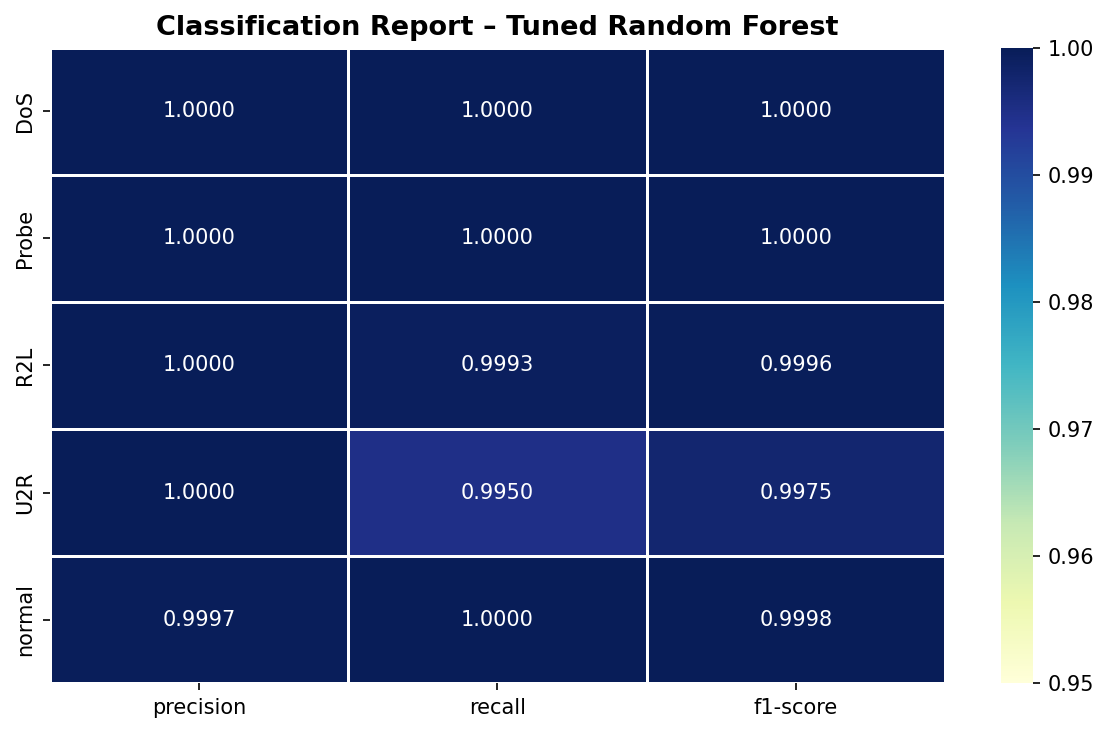 Classification Report – Tuned Random Forest
DoS 1.0000 1.0000 1.0000
Probe 1.0000 1.0000 1.0000
R2L 1.0000 0.9993 0.9996
U2R 1.0000 0.9950 0.9975
normal 0.9997 1.0000 0.9998
precision recall f1-score
1.00
0.99
0.98
0.97
0.96
0.95